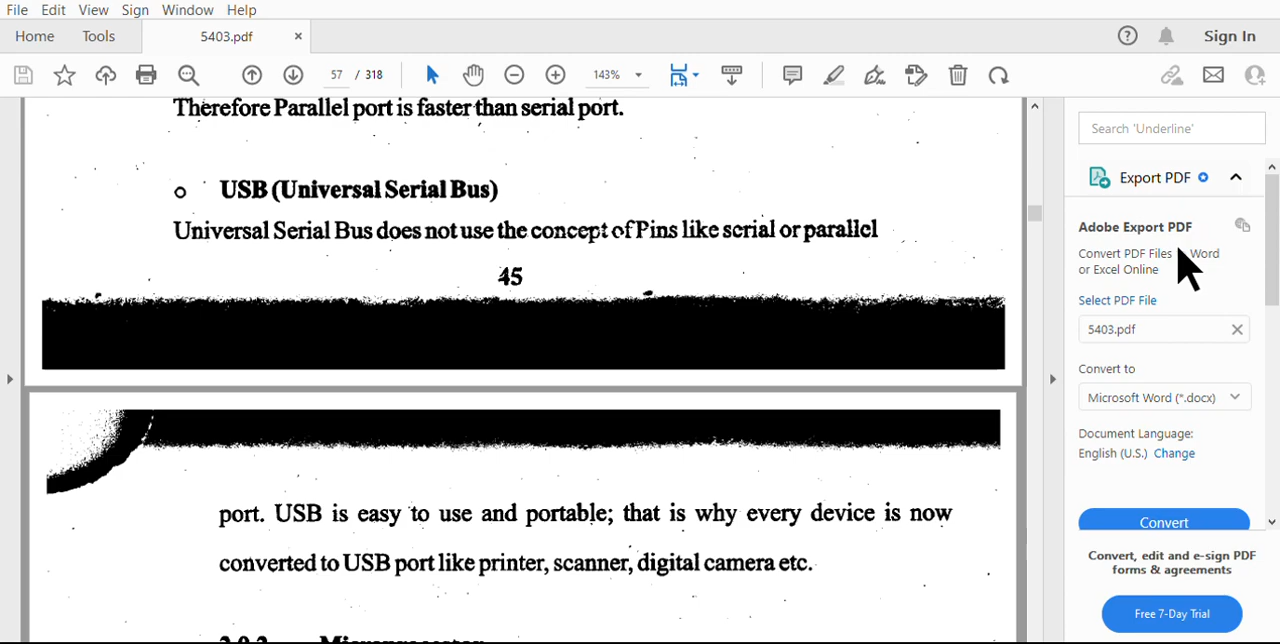 File Edit View Sign Window Help
Home Tools 5403.pdf × ? Sign In
57 / 318 143%
Therefore Parallel port is faster than serial port.
Search 'Underline'
Export PDF
o USB (Universal Serial Bus)
Universal Serial Bus does not use the concept of Pins like serial or parallel
45
Adobe Export PDF
Convert PDF Files Word
or Excel Online
Select PDF File
5403.pdf
Convert to
Microsoft Word (*.docx)
Document Language:
English (U.S.) Change
Convert
port. USB is easy to use and portable; that is why every device is now
converted to USB port like printer, scanner, digital camera etc.
Convert, edit and e-sign PDF
forms & agreements
Free 7-Day Trial